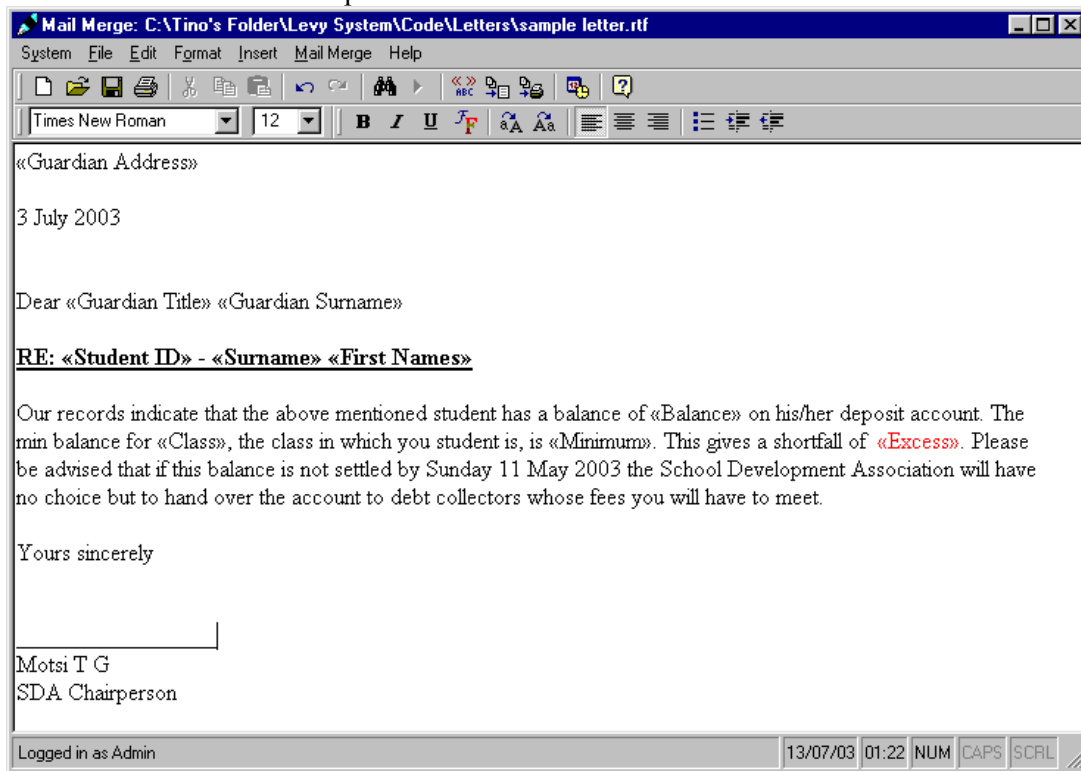 Mail Merge: C:\Tino's Folder\Levy System\Code\Letters\sample letter.rtf
System File Edit Format Insert Mail Merge Help
ABC
Times New Roman 12 B I U
«Guardian Address»
3 July 2003
Dear «Guardian Title» «Guardian Surname»
RE: «Student ID» - «Surname» «First Names»
Our records indicate that the above mentioned student has a balance of «Balance» on his/her deposit account. The
min balance for «Class», the class in which you student is, is «Minimum». This gives a shortfall of «Excess». Please
be advised that if this balance is not settled by Sunday 11 May 2003 the School Development Association will have
no choice but to hand over the account to debt collectors whose fees you will have to meet.
Yours sincerely
Motsi T G
SDA Chairperson
Logged in as Admin 13/07/03 01:22 NUM CAPS SCRL